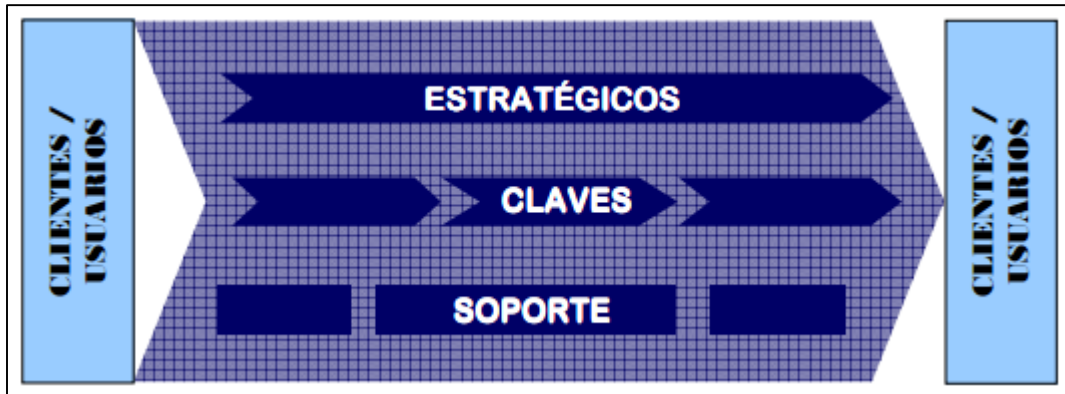 CLIENTES /
USUARIOS
ESTRATÉGICOS
CLAVES
SOPORTE
CLIENTES /
USUARIOS